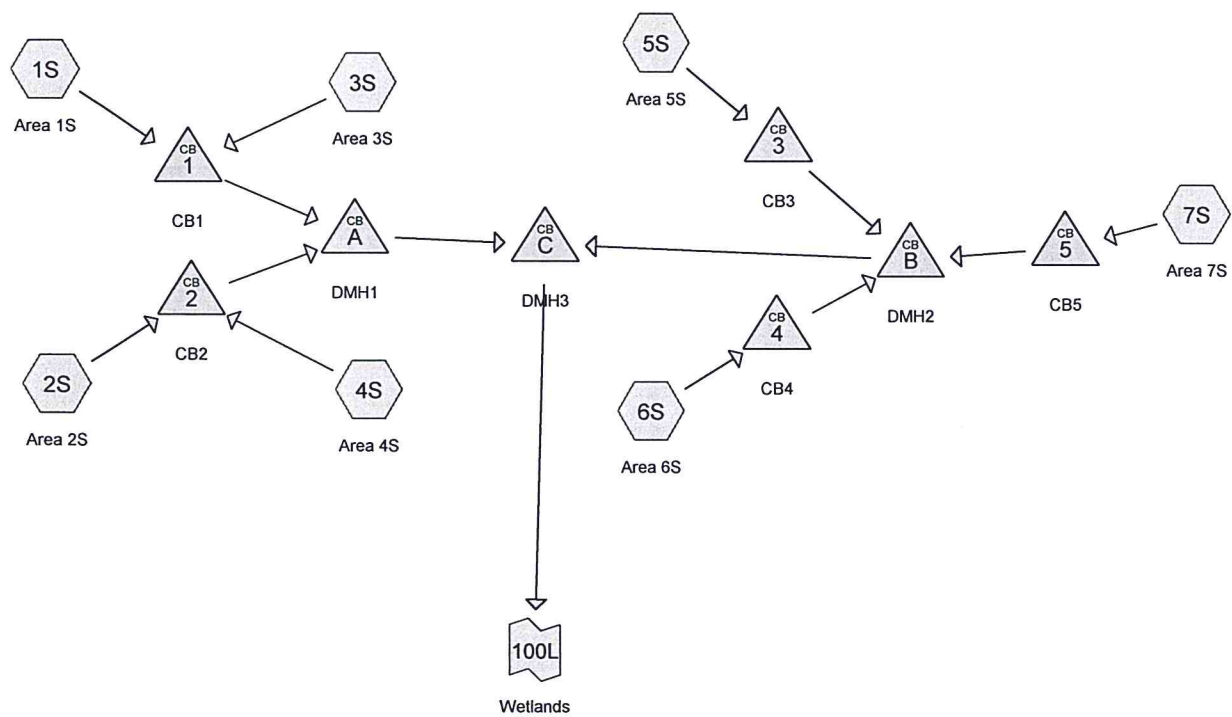 1S
Area 1S
3S
Area 3S
CB
1
CB1
CB
A
DMH1
CB
2
CB2
2S
Area 2S
4S
Area 4S
CB
C
DMH3
5S
Area 5S
CB
3
CB3
CB
B
DMH2
CB
5
CB5
7S
Area 7S
CB
4
CB4
6S
Area 6S
100L
Wetlands